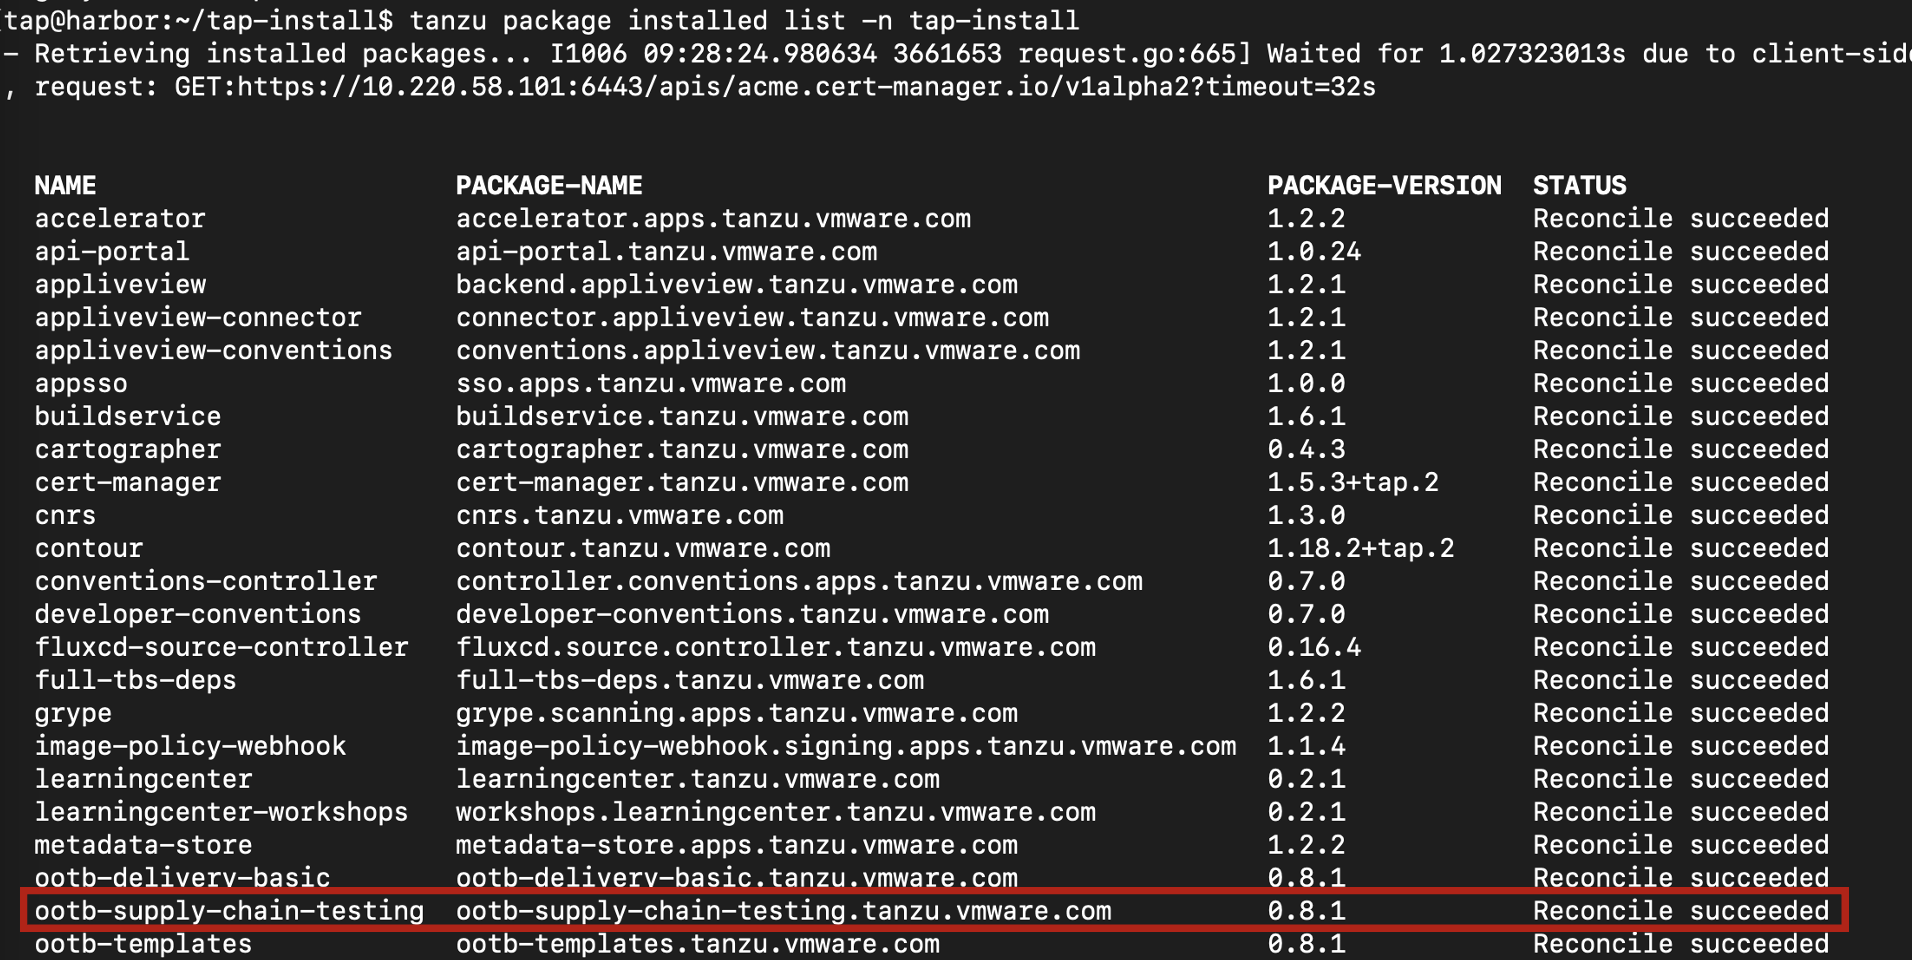 tap@harbor:~/tap-install$ tanzu package installed list -n tap-install
- Retrieving installed packages... I1006 09:28:24.980634 3661653 request.go:665] Waited for 1.027323013s due to client-side
, request: GET:https://10.220.58.101:6443/apis/acme.cert-manager.io/v1alpha2?timeout=32s
NAME PACKAGE-NAME PACKAGE-VERSION STATUS
accelerator accelerator.apps.tanzu.vmware.com 1.2.2 Reconcile succeeded
api-portal api-portal.tanzu.vmware.com 1.0.24 Reconcile succeeded
appliveview backend.appliveview.tanzu.vmware.com 1.2.1 Reconcile succeeded
appliveview-connector connector.appliveview.tanzu.vmware.com 1.2.1 Reconcile succeeded
appliveview-conventions conventions.appliveview.tanzu.vmware.com 1.2.1 Reconcile succeeded
appsso sso.apps.tanzu.vmware.com 1.0.0 Reconcile succeeded
buildservice buildservice.tanzu.vmware.com 1.6.1 Reconcile succeeded
cartographer cartographer.tanzu.vmware.com 0.4.3 Reconcile succeeded
cert-manager cert-manager.tanzu.vmware.com 1.5.3+tap.2 Reconcile succeeded
cnrs cnrs.tanzu.vmware.com 1.3.0 Reconcile succeeded
contour contour.tanzu.vmware.com 1.18.2+tap.2 Reconcile succeeded
conventions-controller controller.conventions.apps.tanzu.vmware.com 0.7.0 Reconcile succeeded
developer-conventions developer-conventions.tanzu.vmware.com 0.7.0 Reconcile succeeded
fluxcd-source-controller fluxcd.source.controller.tanzu.vmware.com 0.16.4 Reconcile succeeded
full-tbs-deps full-tbs-deps.tanzu.vmware.com 1.6.1 Reconcile succeeded
grype grype.scanning.apps.tanzu.vmware.com 1.2.2 Reconcile succeeded
image-policy-webhook image-policy-webhook.signing.apps.tanzu.vmware.com 1.1.4 Reconcile succeeded
learningcenter learningcenter.tanzu.vmware.com 0.2.1 Reconcile succeeded
learningcenter-workshops workshops.learningcenter.tanzu.vmware.com 0.2.1 Reconcile succeeded
metadata-store metadata-store.apps.tanzu.vmware.com 1.2.2 Reconcile succeeded
ootb-delivery-basic ootb-delivery-basic.tanzu.vmware.com 0.8.1 Reconcile succeeded
ootb-supply-chain-testing ootb-supply-chain-testing.tanzu.vmware.com 0.8.1 Reconcile succeeded
ootb-templates ootb-templates.tanzu.vmware.com 0.8.1 Reconcile succeeded